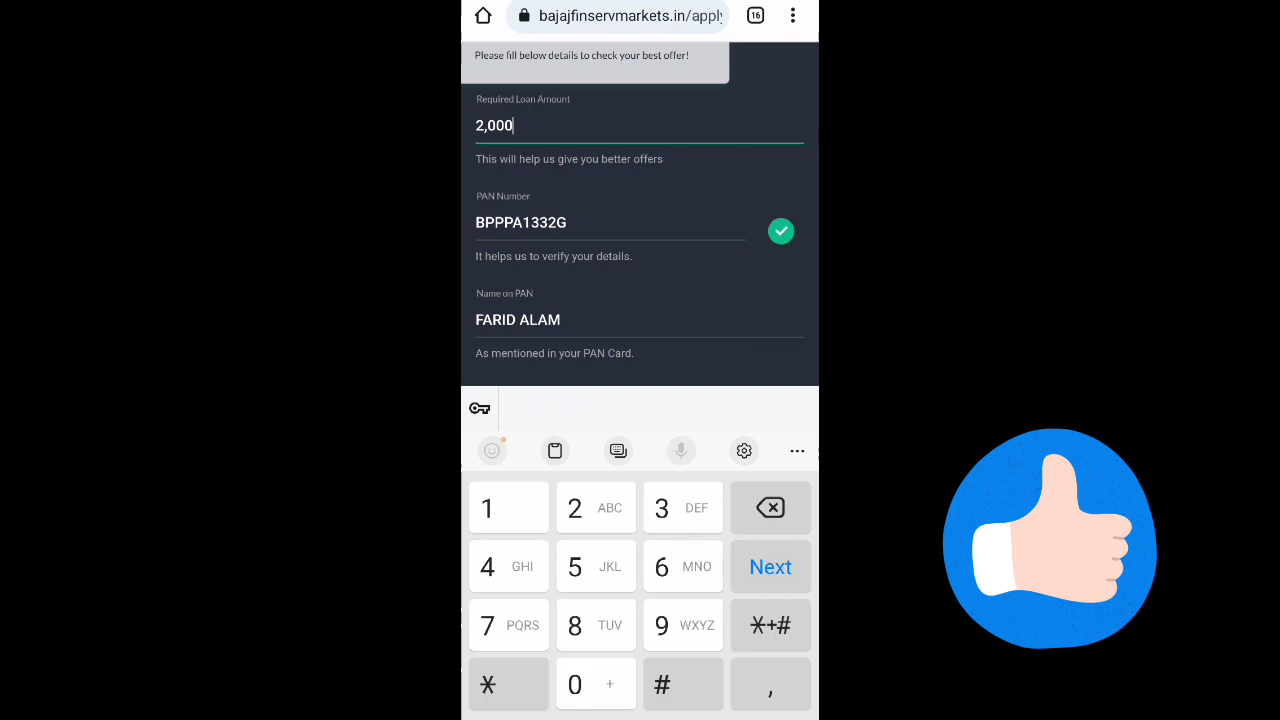 bajajfinservmarkets.in/apply
16
Please fill below details to check your best offer!
Required Loan Amount
2,000
This will help us give you better offers
PAN Number
BPPPA1332G
It helps us to verify your details.
Name on PAN
FARID ALAM
As mentioned in your PAN Card.
1 2 ABC 3 DEF
4 GHI 5 JKL 6 MNO Next
7 PQRS 8 TUV 9 WXYZ *+#
* 0 + # ,